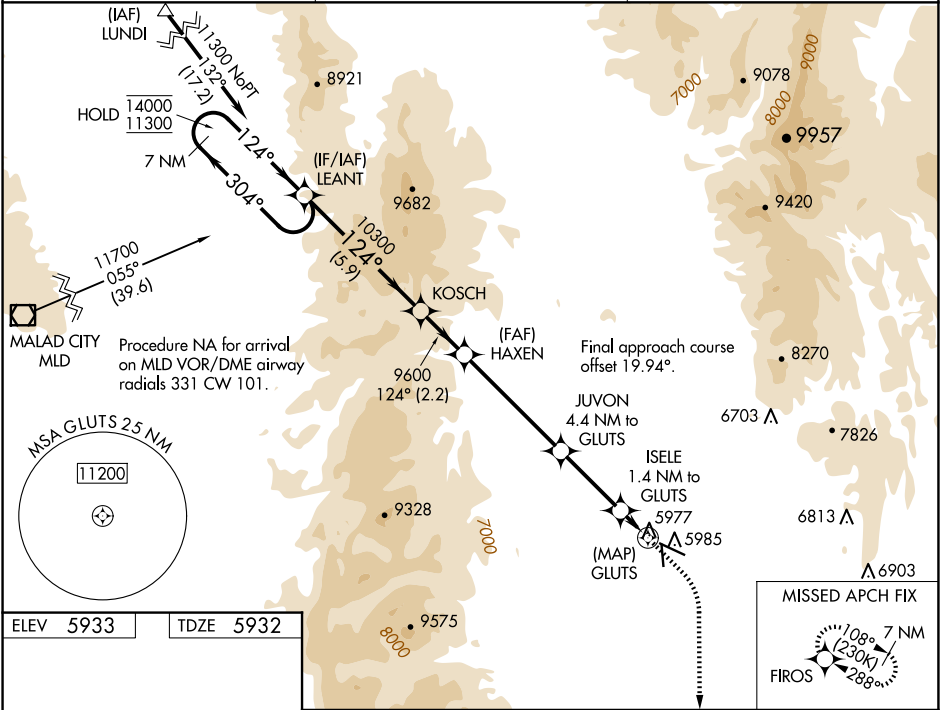 (IAF)
LUNDI
11300 NoPT
132°
(17.2)
8921
7000
9078
9000
8000
9957
HOLD 14000
11300
7 NM
124°
304°
(IF/IAF)
LEANT
9682
9420
10300
124°
(5.9)
11700
055°
(39.6)
KOSCH
MALAD CITY
MLD
Procedure NA for arrival
on MLD VOR/DME airway
radials 331 CW 101.
(FAF)
HAXEN
9600
124° (2.2)
Final approach course
offset 19.94°.
8270
JUVON
4.4 NM to
GLUTS
6703
7826
MSA GLUTS 25 NM
11200
ISELE
1.4 NM to
GLUTS
9328
7000
5977
5985
6813
(MAP)
GLUTS
6903
ELEV 5933
TDZE 5932
9575
8000
MISSED APCH FIX
108°
7 NM
(230K)
288°
FIROS